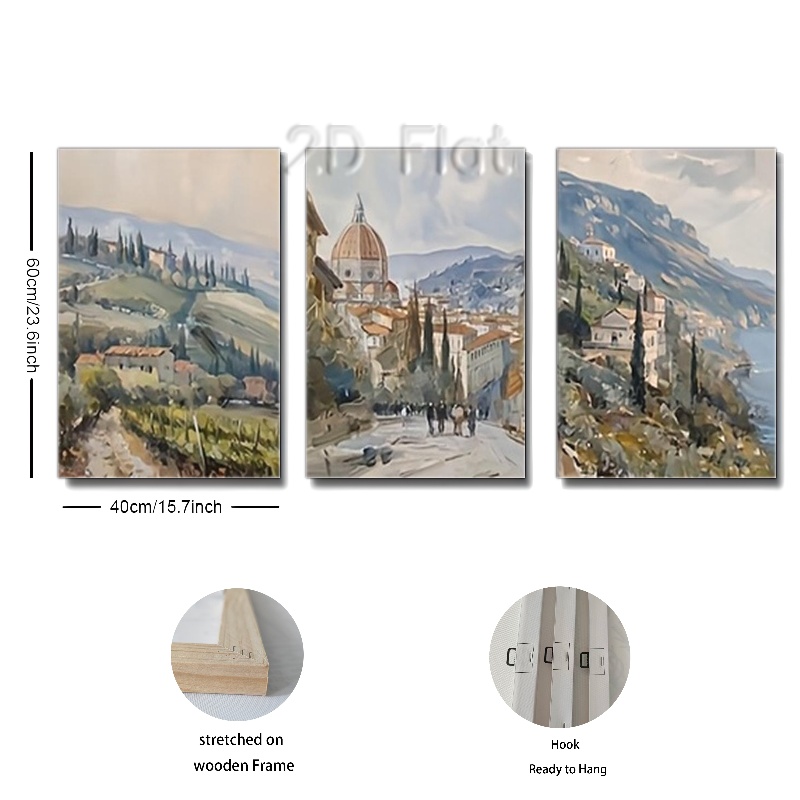 2D Flat
60cm/23.6inch
40cm/15.7inch
stretched on
wooden Frame
Hook
Ready to Hang